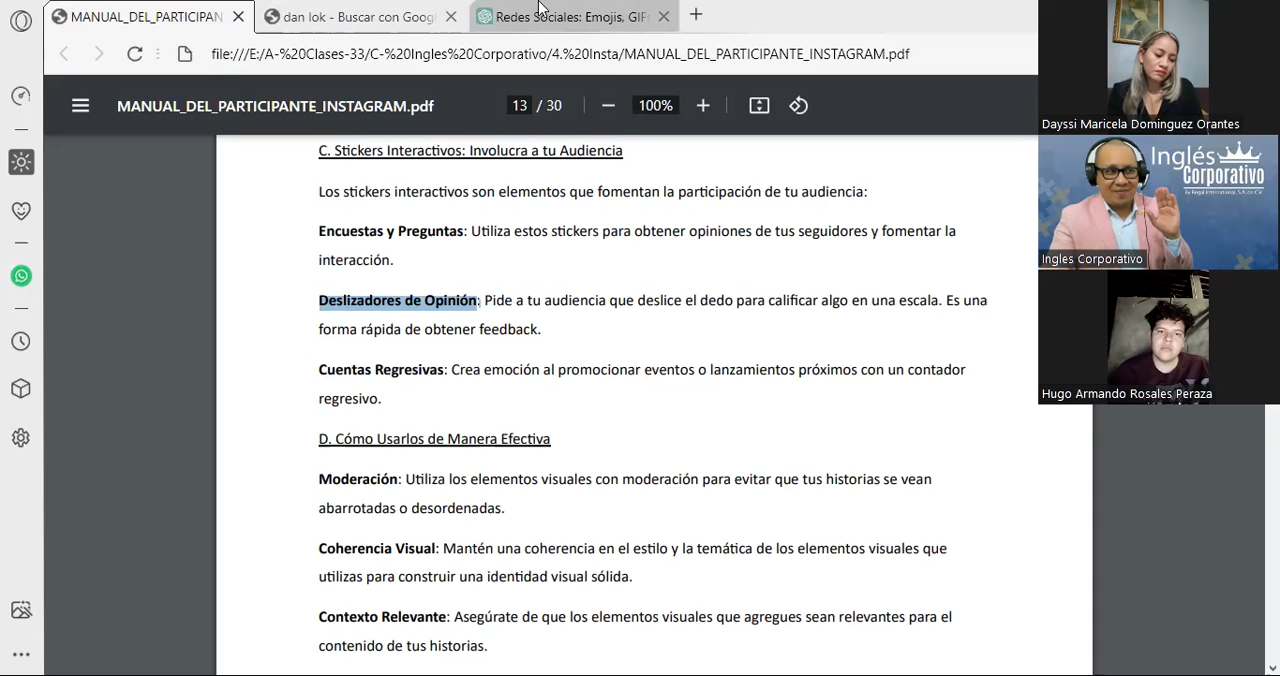 MANUAL_DEL_PARTICIPAN
dan lok - Buscar con Goog
Redes Sociales: Emojis, GIF
file:///E:/A-%20Clases-33/C-%20Ingles%20Corporativo/4.%20Insta/MANUAL_DEL_PARTICIPANTE_INSTAGRAM.pdf
MANUAL_DEL_PARTICIPANTE_INSTAGRAM.pdf
13 / 30
100%
C. Stickers Interactivos: Involucra a tu Audiencia
Los stickers interactivos son elementos que fomentan la participación de tu audiencia:
Encuestas y Preguntas: Utiliza estos stickers para obtener opiniones de tus seguidores y fomentar la
interacción.
Deslizadores de Opinión: Pide a tu audiencia que deslice el dedo para calificar algo en una escala. Es una
forma rápida de obtener feedback.
Cuentas Regresivas: Crea emoción al promocionar eventos o lanzamientos próximos con un contador
regresivo.
D. Cómo Usarlos de Manera Efectiva
Moderación: Utiliza los elementos visuales con moderación para evitar que tus historias se vean
abarrotadas o desordenadas.
Coherencia Visual: Mantén una coherencia en el estilo y la temática de los elementos visuales que
utilizas para construir una identidad visual sólida.
Contexto Relevante: Asegúrate de que los elementos visuales que agregues sean relevantes para el
contenido de tus historias.
Dayssi Maricela Dominguez Orantes
Inglés
Corporativo
By Regal International, S.A. de C.V.
Ingles Corporativo
Hugo Armando Rosales Peraza